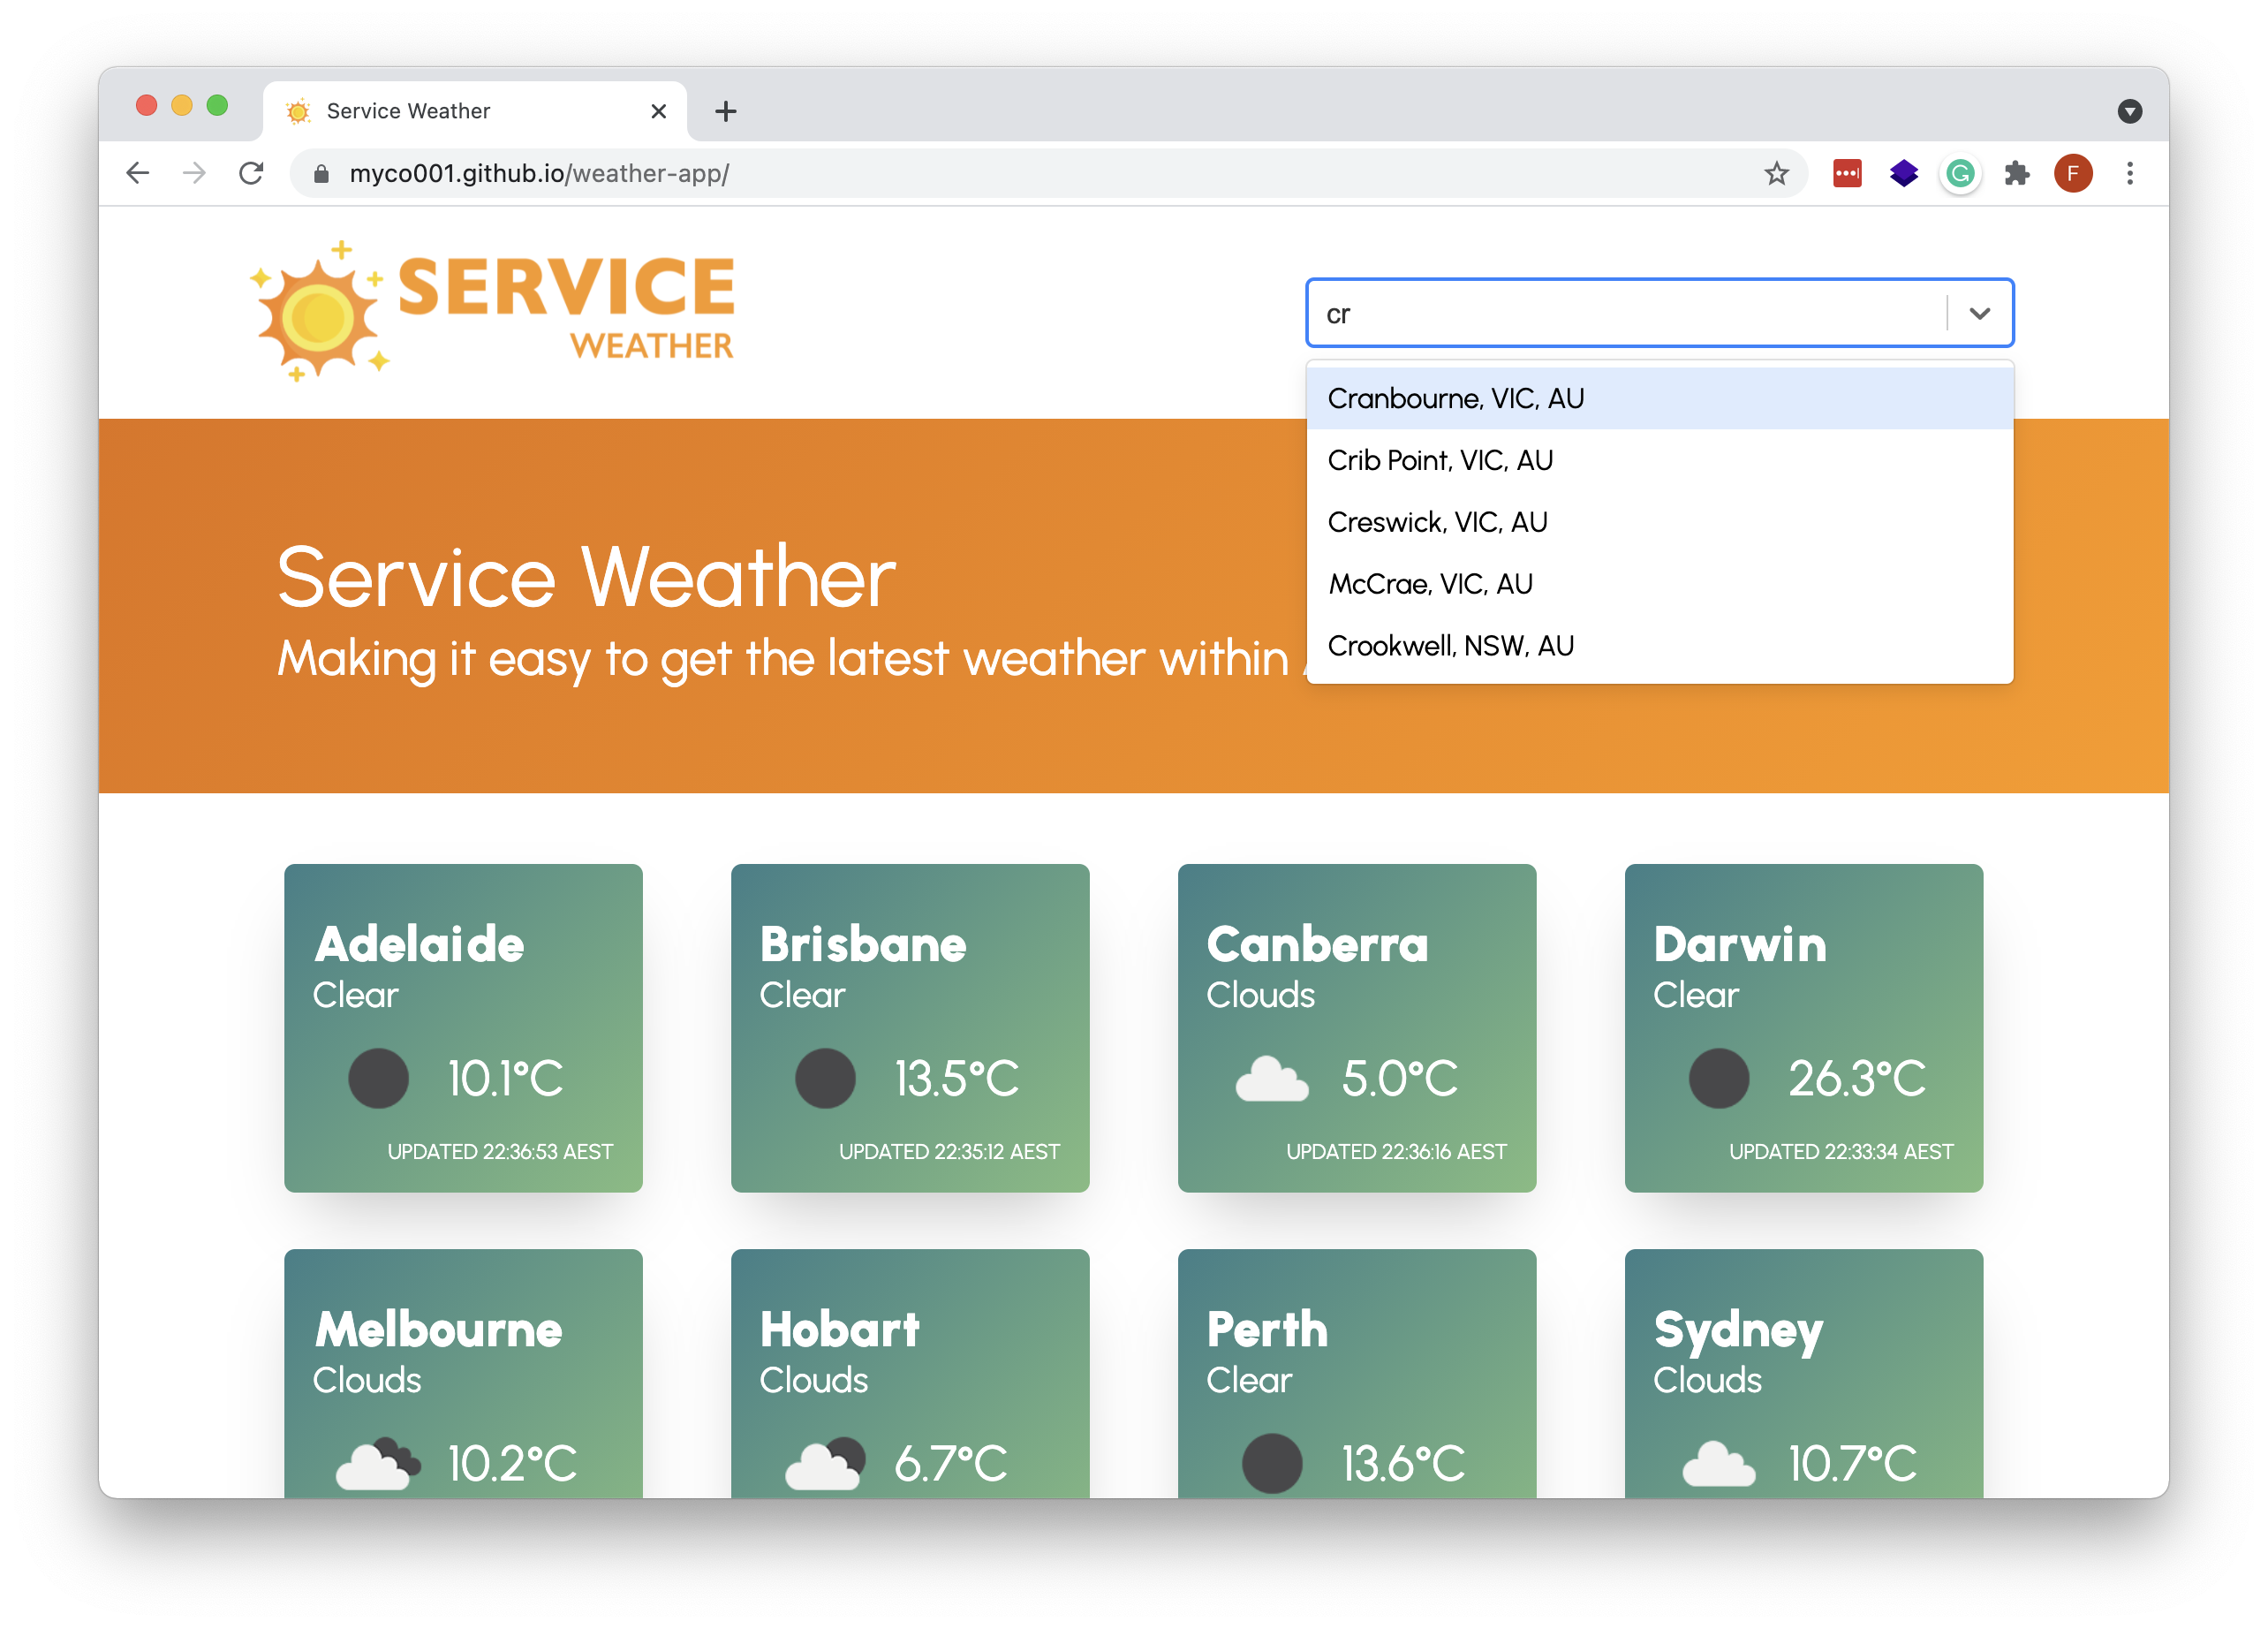 Service Weather
myco001.github.io/weather-app/
F
SERVICE
WEATHER
cr
Cranbourne, VIC, AU
Crib Point, VIC, AU
Creswick, VIC, AU
McCrae, VIC, AU
Crookwell, NSW, AU
Service Weather
Making it easy to get the latest weather within
Adelaide
Clear
10.1°C
UPDATED 22:36:53 AEST
Brisbane
Clear
13.5°C
UPDATED 22:35:12 AEST
Canberra
Clouds
5.0°C
UPDATED 22:36:16 AEST
Darwin
Clear
26.3°C
UPDATED 22:33:34 AEST
Melbourne
Clouds
10.2°C
Hobart
Clouds
6.7°C
Perth
Clear
13.6°C
Sydney
Clouds
10.7°C